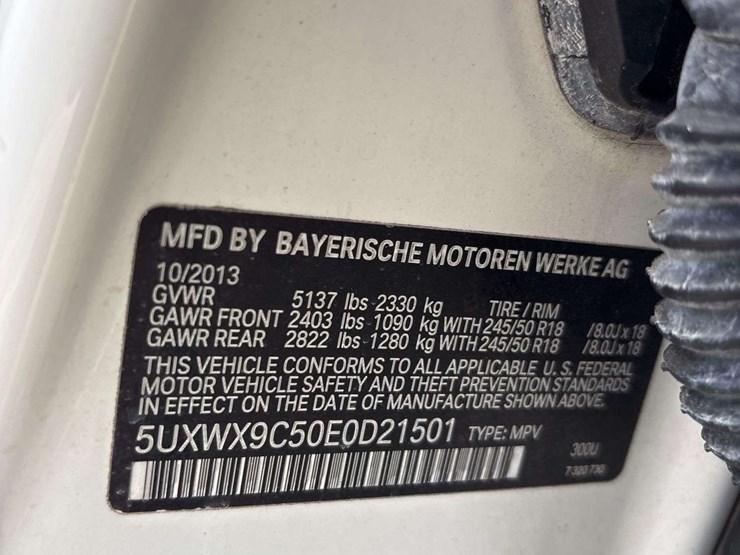 MFD BY BAYERISCHE MOTOREN WERKE AG
10/2013
GVWR 5137 lbs 2330 kg TIRE / RIM
GAWR FRONT 2403 lbs 1090 kg WITH 245/50 R18 /8.0J x 18
GAWR REAR 2822 lbs 1280 kg WITH 245/50 R18 /8.0J x 18
THIS VEHICLE CONFORMS TO ALL APPLICABLE U.S. FEDERAL
MOTOR VEHICLE SAFETY AND THEFT PREVENTION STANDARDS
IN EFFECT ON THE DATE OF MANUFACTURE SHOWN ABOVE.
5UXWX9C50E0D21501 TYPE: MPV
300U
7 320 730